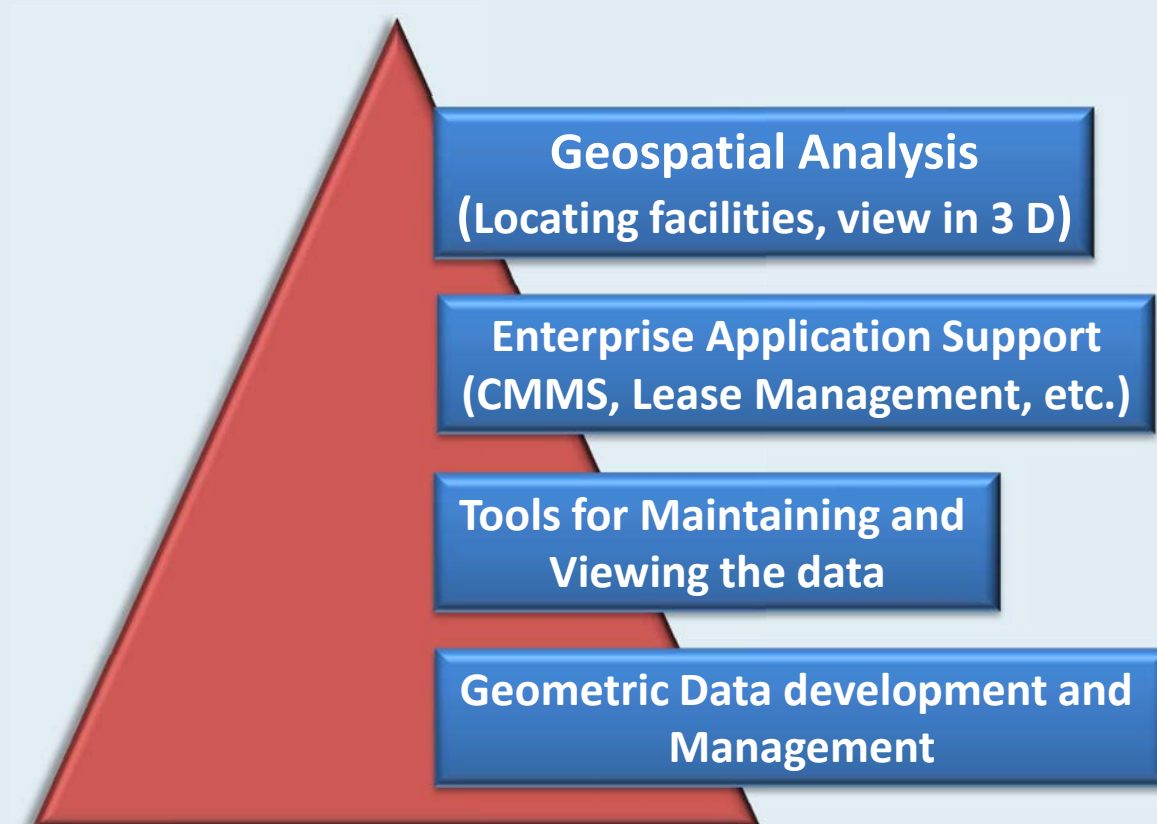 Geospatial Analysis
(Locating facilities, view in 3 D)
Enterprise Application Support
(CMMS, Lease Management, etc.)
Tools for Maintaining and
Viewing the data
Geometric Data development and
Management